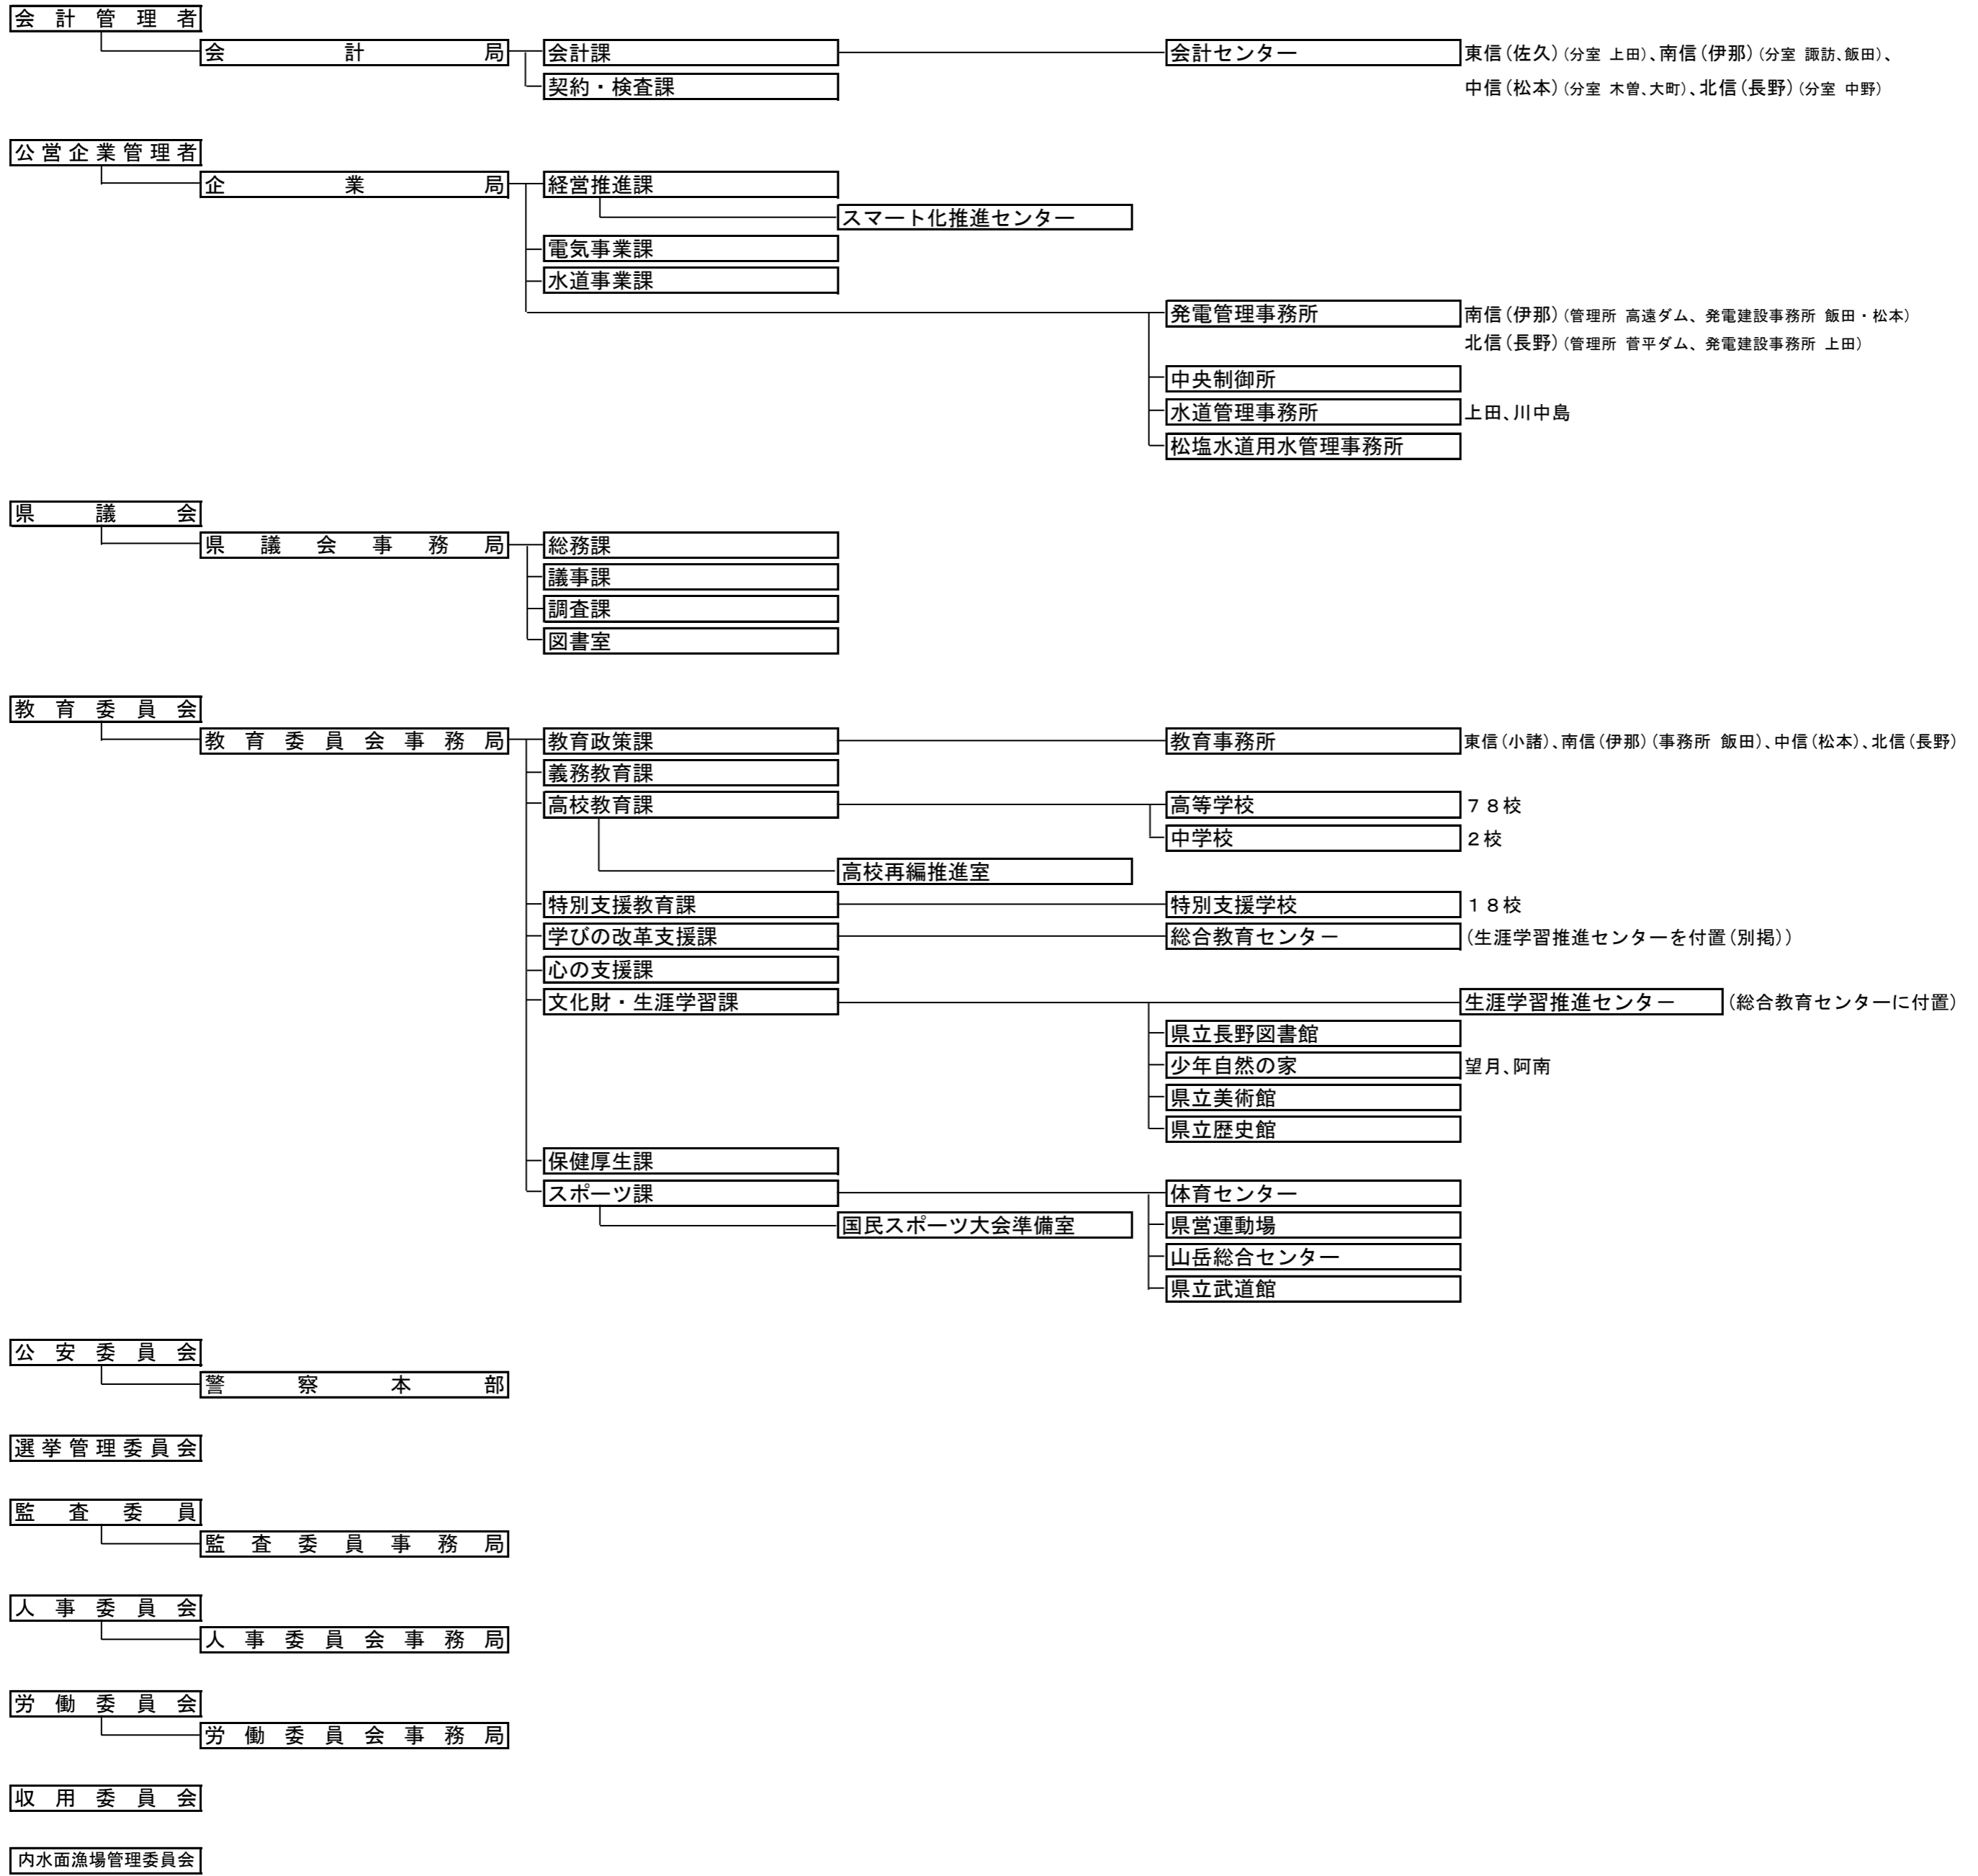 会計管理者
会計局 会計課 会計センター 東信（佐久）（分室 上田）、南信（伊那）（分室 諏訪、飯田）、
契約・検査課 中信（松本）（分室 木曽、大町）、北信（長野）（分室 中野）
公営企業管理者
企業局 経営推進課
スマート化推進センター
電気事業課
水道事業課
発電管理事務所 南信（伊那）（管理所 高遠ダム、発電建設事務所 飯田・松本）
北信（長野）（管理所 菅平ダム、発電建設事務所 上田）
中央制御所
水道管理事務所 上田、川中島
松塩水道用水管理事務所
県議会
県議会事務局 総務課
議事課
調査課
図書室
教育委員会
教育委員会事務局 教育政策課 教育事務所 東信（小諸）、南信（伊那）（事務所 飯田）、中信（松本）、北信（長野）
義務教育課
高校教育課 高等学校 ７８校
中学校 ２校
高校再編推進室
特別支援教育課 特別支援学校 １８校
学びの改革支援課 総合教育センター （生涯学習推進センターを付置（別掲））
心の支援課
文化財・生涯学習課 生涯学習推進センター （総合教育センターに付置）
県立長野図書館
少年自然の家 望月、阿南
県立美術館
県立歴史館
保健厚生課
スポーツ課 体育センター
国民スポーツ大会準備室 県営運動場
山岳総合センター
県立武道館
公安委員会
警察本部
選挙管理委員会
監査委員
監査委員事務局
人事委員会
人事委員会事務局
労働委員会
労働委員会事務局
収用委員会
内水面漁場管理委員会